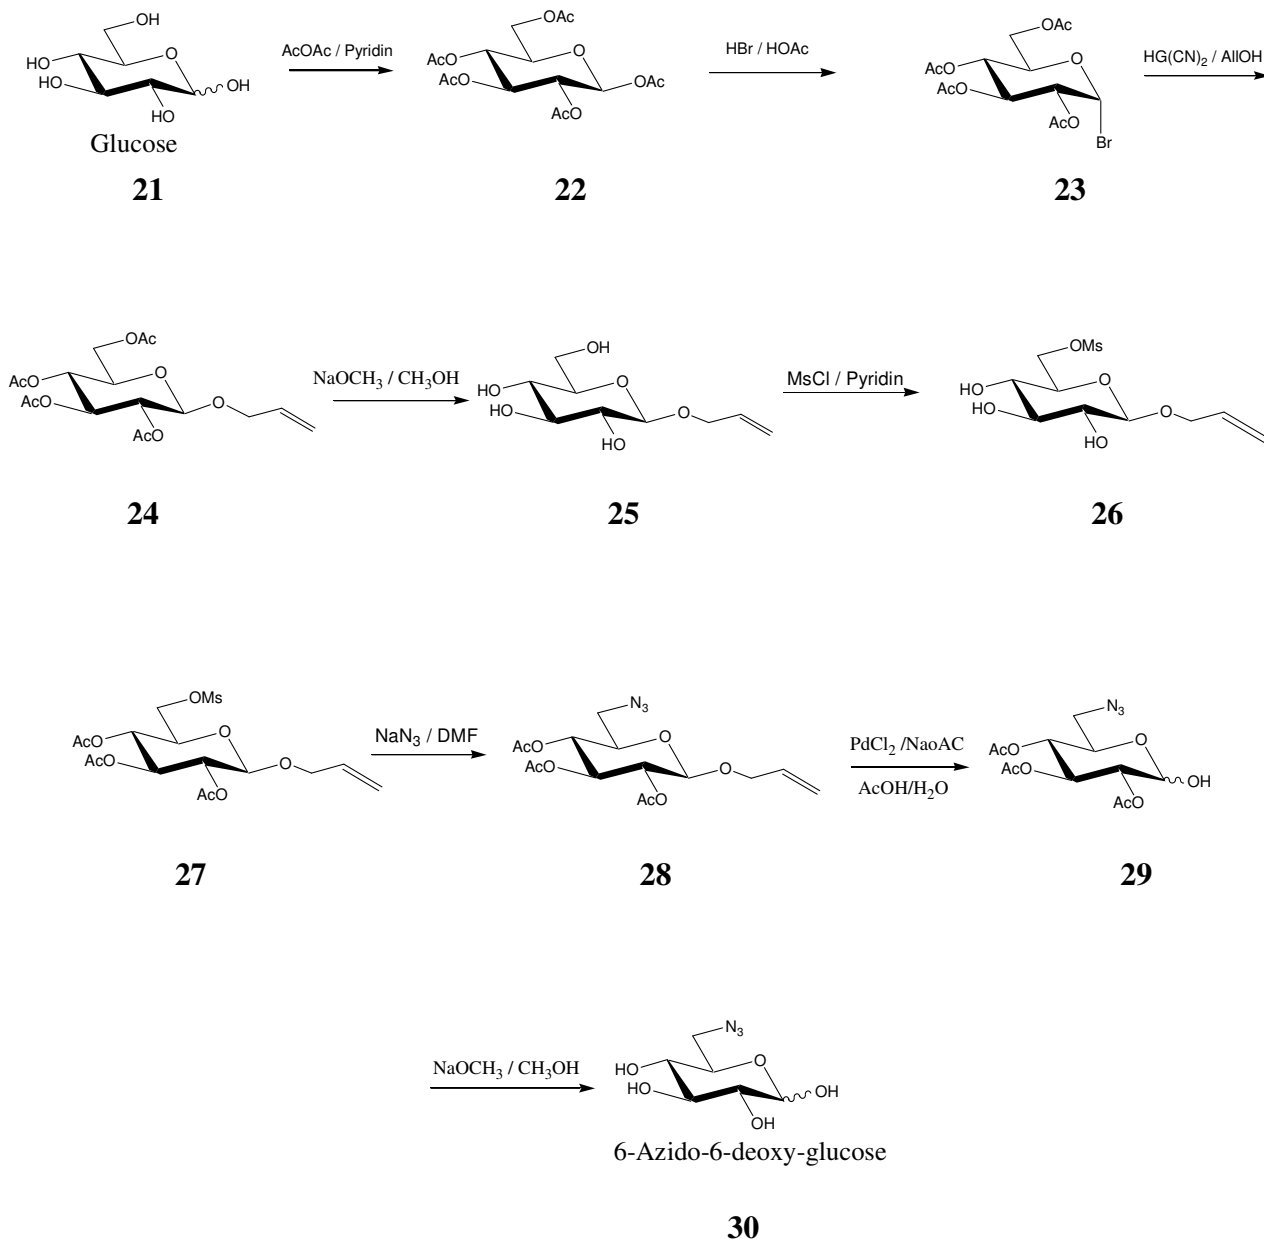 OH
HO
HO
O
OH
HO
Glucose
21
AcOAc / Pyridin
OAc
AcO
AcO
O
OAc
AcO
22
HBr / HOAc
OAc
AcO
AcO
O
AcO
Br
23
HG(CN)2 / AllOH
OAc
AcO
AcO
O
O
AcO
24
NaOCH3 / CH3OH
OH
HO
HO
O
O
HO
25
MsCl / Pyridin
OMs
HO
HO
O
O
HO
26
OMs
AcO
AcO
O
O
AcO
27
NaN3 / DMF
N3
AcO
AcO
O
O
AcO
28
PdCl2 /NaoAC
AcOH/H2O
N3
AcO
AcO
O
OH
AcO
29
NaOCH3 / CH3OH
N3
HO
HO
O
OH
OH
6-Azido-6-deoxy-glucose
30